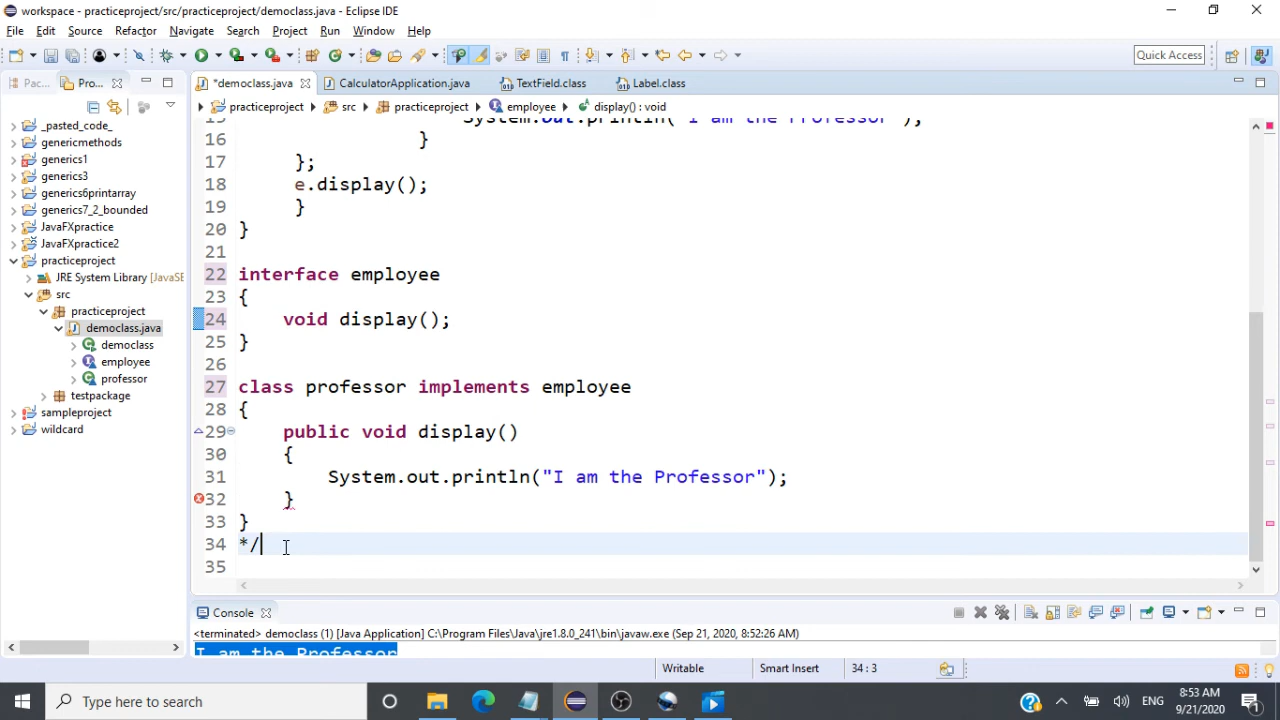 workspace - practiceproject/src/practiceproject/democlass.java - Eclipse IDE
File Edit Source Refactor Navigate Search Project Run Window Help
Quick Access
Pac... Pro... *democlass.java CalculatorApplication.java TextField.class Label.class
practiceproject src practiceproject employee display() : void
_pasted_code_
genericmethods
generics1
generics3
generics6printarray
generics7_2_bounded
JavaFXpractice
JavaFXpractice2
practiceproject
JRE System Library [JavaSE
src
practiceproject
democlass.java
democlass
employee
professor
testpackage
sampleproject
wildcard
15 System.out.println("I am the Professor");
16 }
17 };
18 e.display();
19 }
20 }
21
22 interface employee
23 {
24 void display();
25 }
26
27 class professor implements employee
28 {
29 public void display()
30 {
31 System.out.println("I am the Professor");
32 }
33 }
34 */
35
Console
<terminated> democlass (1) [Java Application] C:\Program Files\Java\jre1.8.0_241\bin\javaw.exe (Sep 21, 2020, 8:52:26 AM)
I am the Professor
Writable Smart Insert 34 : 3
Type here to search
ENG
8:53 AM
9/21/2020
1